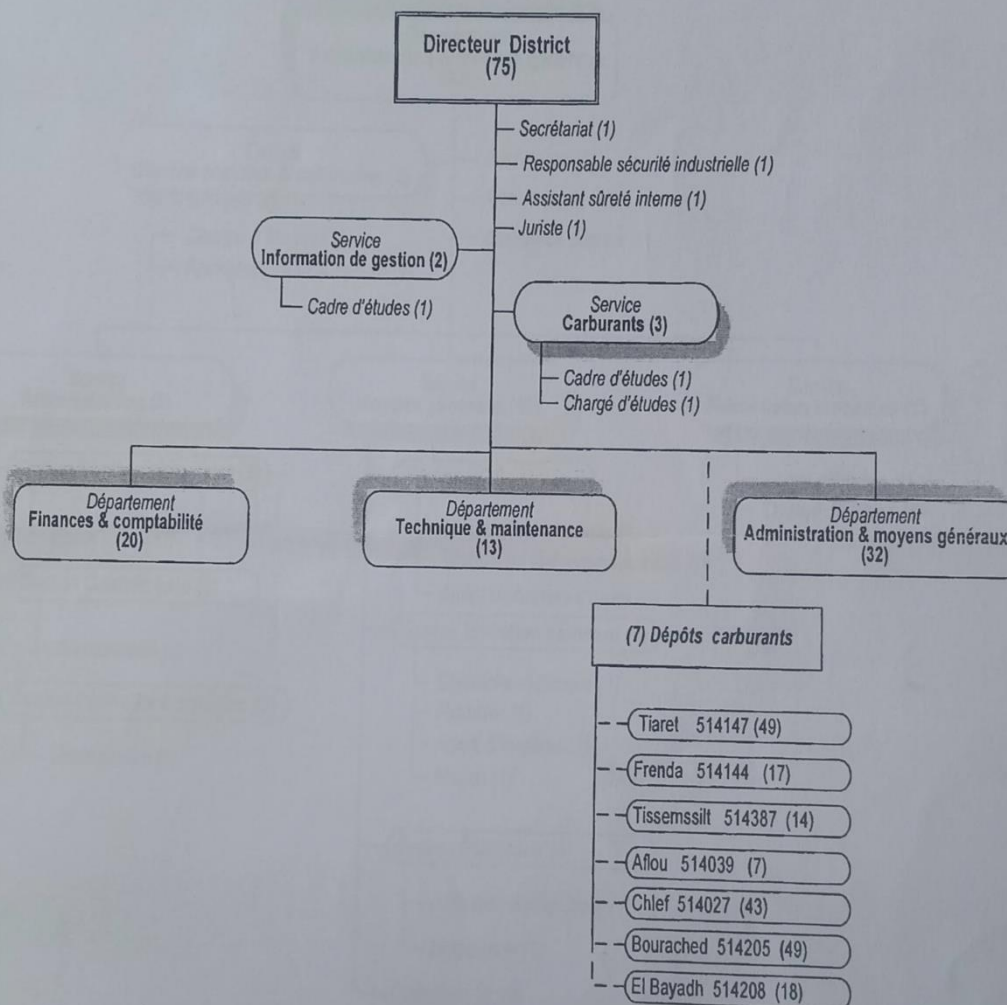 Directeur District
(75)
Secrétariat (1)
Responsable sécurité industrielle (1)
Assistant sûreté interne (1)
Juriste (1)
Service
Information de gestion (2)
Cadre d'études (1)
Service
Carburants (3)
Cadre d'études (1)
Chargé d'études (1)
Département
Finances & comptabilité
(20)
Département
Technique & maintenance
(13)
Département
Administration & moyens généraux
(32)
(7) Dépôts carburants
Tiaret 514147 (49)
Frenda 514144 (17)
Tissemssilt 514387 (14)
Aflou 514039 (7)
Chlef 514027 (43)
Bourached 514205 (49)
El Bayadh 514208 (18)